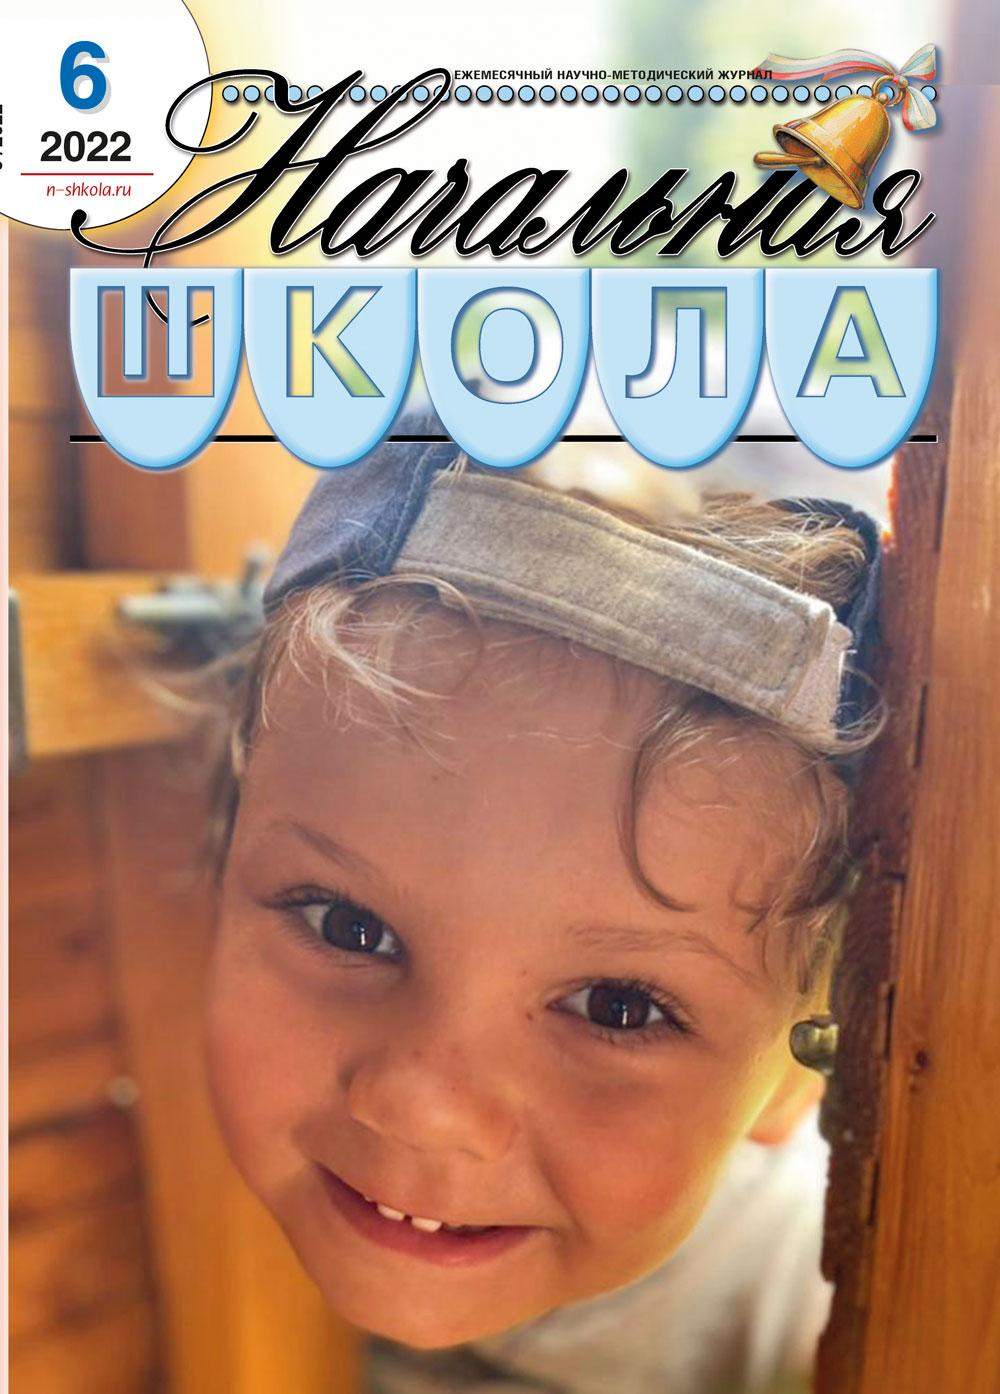 6
2022
n-shkola.ru
ЕЖЕМЕСЯЧНЫЙ НАУЧНО-МЕТОДИЧЕСКИЙ ЖУРНАЛ
Начальная
ШКОЛА